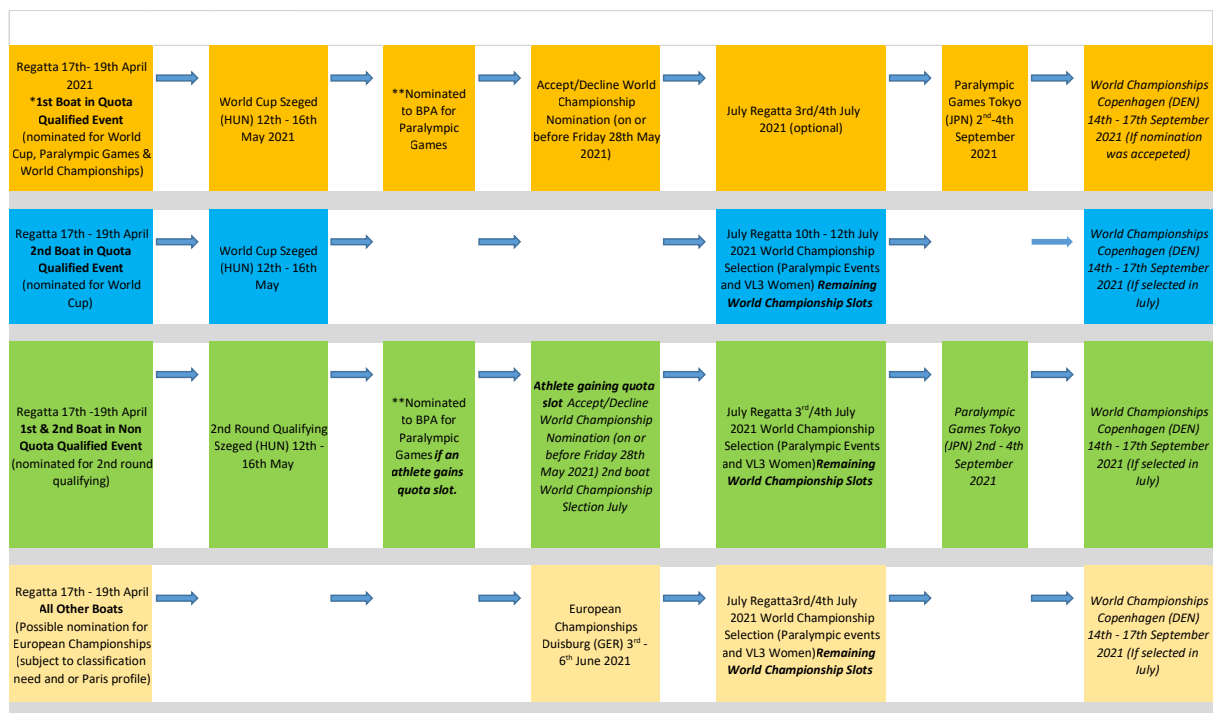 Regatta 17th- 19th April
2021
*1st Boat in Quota
Qualified Event
(nominated for World
Cup, Paralympic Games &
World Championships)
World Cup Szeged
(HUN) 12th - 16th
May 2021
**Nominated
to BPA for
Paralympic
Games
Accept/Decline World
Championship
Nomination (on or
before Friday 28th May
2021)
July Regatta 3rd/4th July
2021 (optional)
Paralympic
Games Tokyo
(JPN) 2nd-4th
September
2021
World Championships
Copenhagen (DEN)
14th - 17th September
2021 (If nomination
was accepeted)
Regatta 17th - 19th April
2nd Boat in Quota
Qualified Event
(nominated for World
Cup)
World Cup Szeged
(HUN) 12th - 16th
May
July Regatta 10th - 12th July
2021 World Championship
Selection (Paralympic Events
and VL3 Women) Remaining
World Championship Slots
World Championships
Copenhagen (DEN)
14th - 17th September
2021 (If selected in
July)
Regatta 17th -19th April
1st & 2nd Boat in Non
Quota Qualified Event
(nominated for 2nd round
qualifying)
2nd Round Qualifying
Szeged (HUN) 12th -
16th May
**Nominated
to BPA for
Paralympic
Games if an
athlete gains
quota slot.
Athlete gaining quota
slot Accept/Decline
World Championship
Nomination (on or
before Friday 28th
May 2021) 2nd boat
World Championship
Slection July
July Regatta 3rd/4th July
2021 World Championship
Selection (Paralympic Events
and VL3 Women)Remaining
World Championship Slots
Paralympic
Games Tokyo
(JPN) 2nd - 4th
September
2021
World Championships
Copenhagen (DEN)
14th - 17th September
2021 (If selected in
July)
Regatta 17th - 19th April
All Other Boats
(Possible nomination for
European Championships
(subject to classification
need and or Paris profile)
European
Championships
Duisburg (GER) 3rd -
6th June 2021
July Regatta3rd/4th July
2021 World Championship
Selection (Paralympic events
and VL3 Women)Remaining
World Championship Slots
World Championships
Copenhagen (DEN)
14th - 17th September
2021 (If selected in
July)